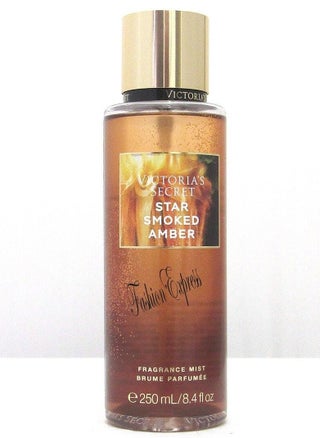 VICTORIA'
VICTORIA'S
SECRET
STAR
SMOKED
AMBER
Fashion Express
FRAGRANCE MIST
BRUME PARFUMÉE
℮ 250 mL/8.4 fl oz